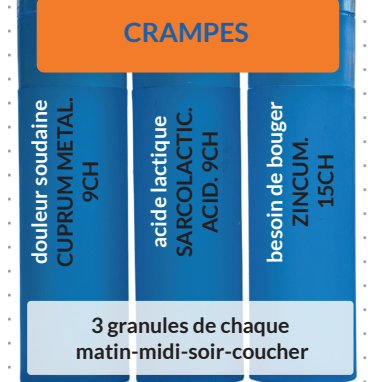 CRAMPES
douleur soudaine
CUPRUM METAL.
9CH
acide lactique
SARCOLACTIC.
ACID. 9CH
besoin de bouger
ZINCUM.
15CH
3 granules de chaque
matin-midi-soir-coucher